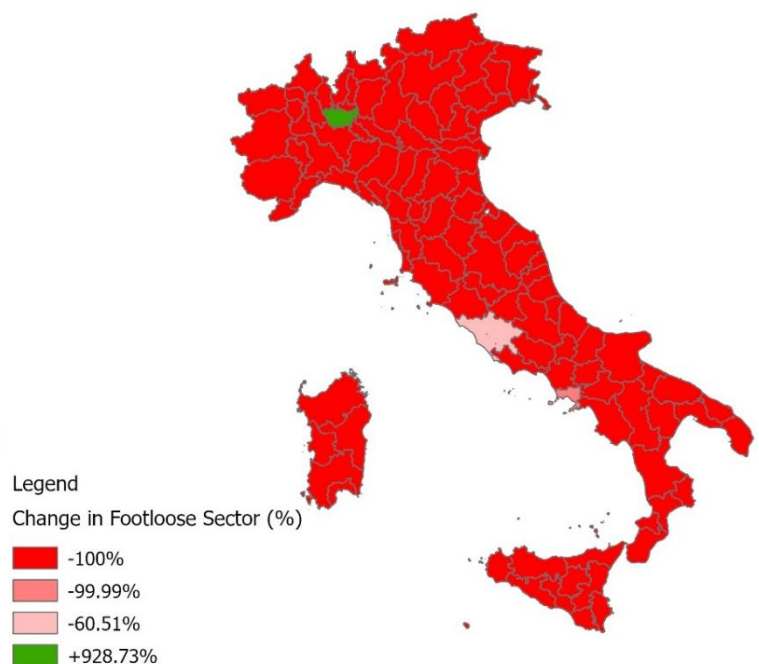 Legend
Change in Footloose Sector (%)
-100%
-99.99%
-60.51%
+928.73%